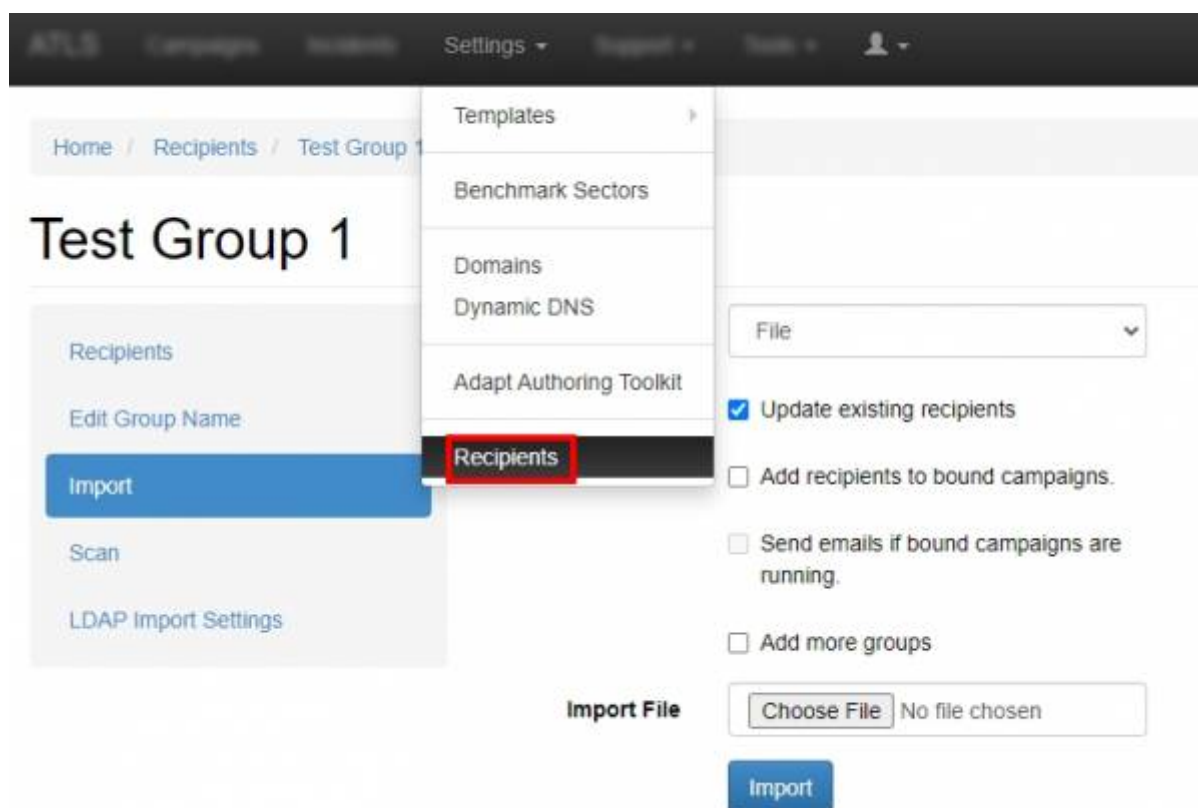 Settings
Templates
Home / Recipients / Test Group 1
Benchmark Sectors
Test Group 1
Domains
Dynamic DNS
File
Recipients
Adapt Authoring Toolkit
Update existing recipients
Edit Group Name
Recipients
Import
Add recipients to bound campaigns.
Scan
Send emails if bound campaigns are
running.
LDAP Import Settings
Add more groups
Import File
Choose File No file chosen
Import